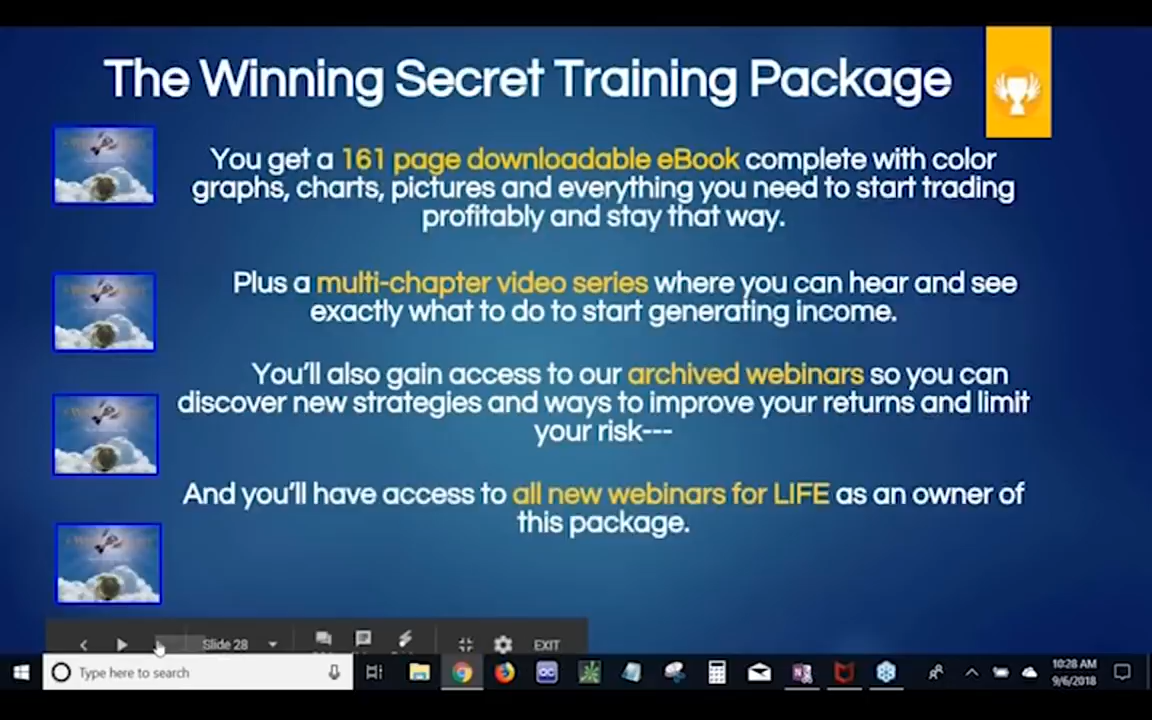 The Winning Secret Training Package
You get a 161 page downloadable eBook complete with color
graphs, charts, pictures and everything you need to start trading
profitably and stay that way.
Plus a multi-chapter video series where you can hear and see
exactly what to do to start generating income.
You'll also gain access to our archived webinars so you can
discover new strategies and ways to improve your returns and limit
your risk---
And you'll have access to all new webinars for LIFE as an owner of
this package.
Slide 28
EXIT
Type here to search
10:28 AM
9/6/2018